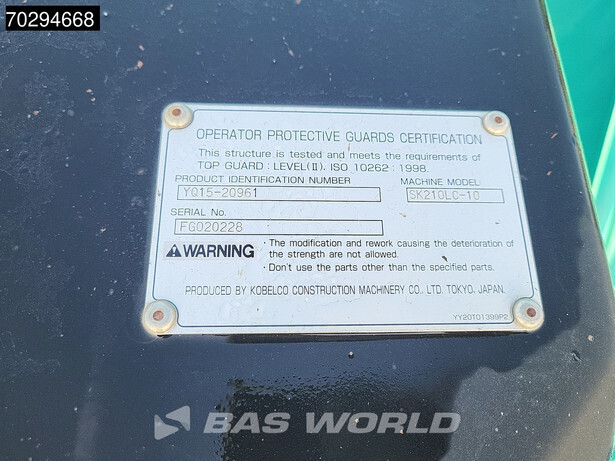 70294668
OPERATOR PROTECTIVE GUARDS CERTIFICATION
This structure is tested and meets the requirements of
TOP GUARD : LEVEL(II), ISO 10262 : 1998.
PRODUCT IDENTIFICATION NUMBER
MACHINE MODEL
YQ15-20961
SK210LC-10
SERIAL No.
FG020228
WARNING
· The modification and rework causing the deterioration of
the strength are not allowed.
· Don't use the parts other than the specified parts.
PRODUCED BY KOBELCO CONSTRUCTION MACHINERY CO., LTD. TOKYO, JAPAN.
YY20T01399P2
BAS WORLD